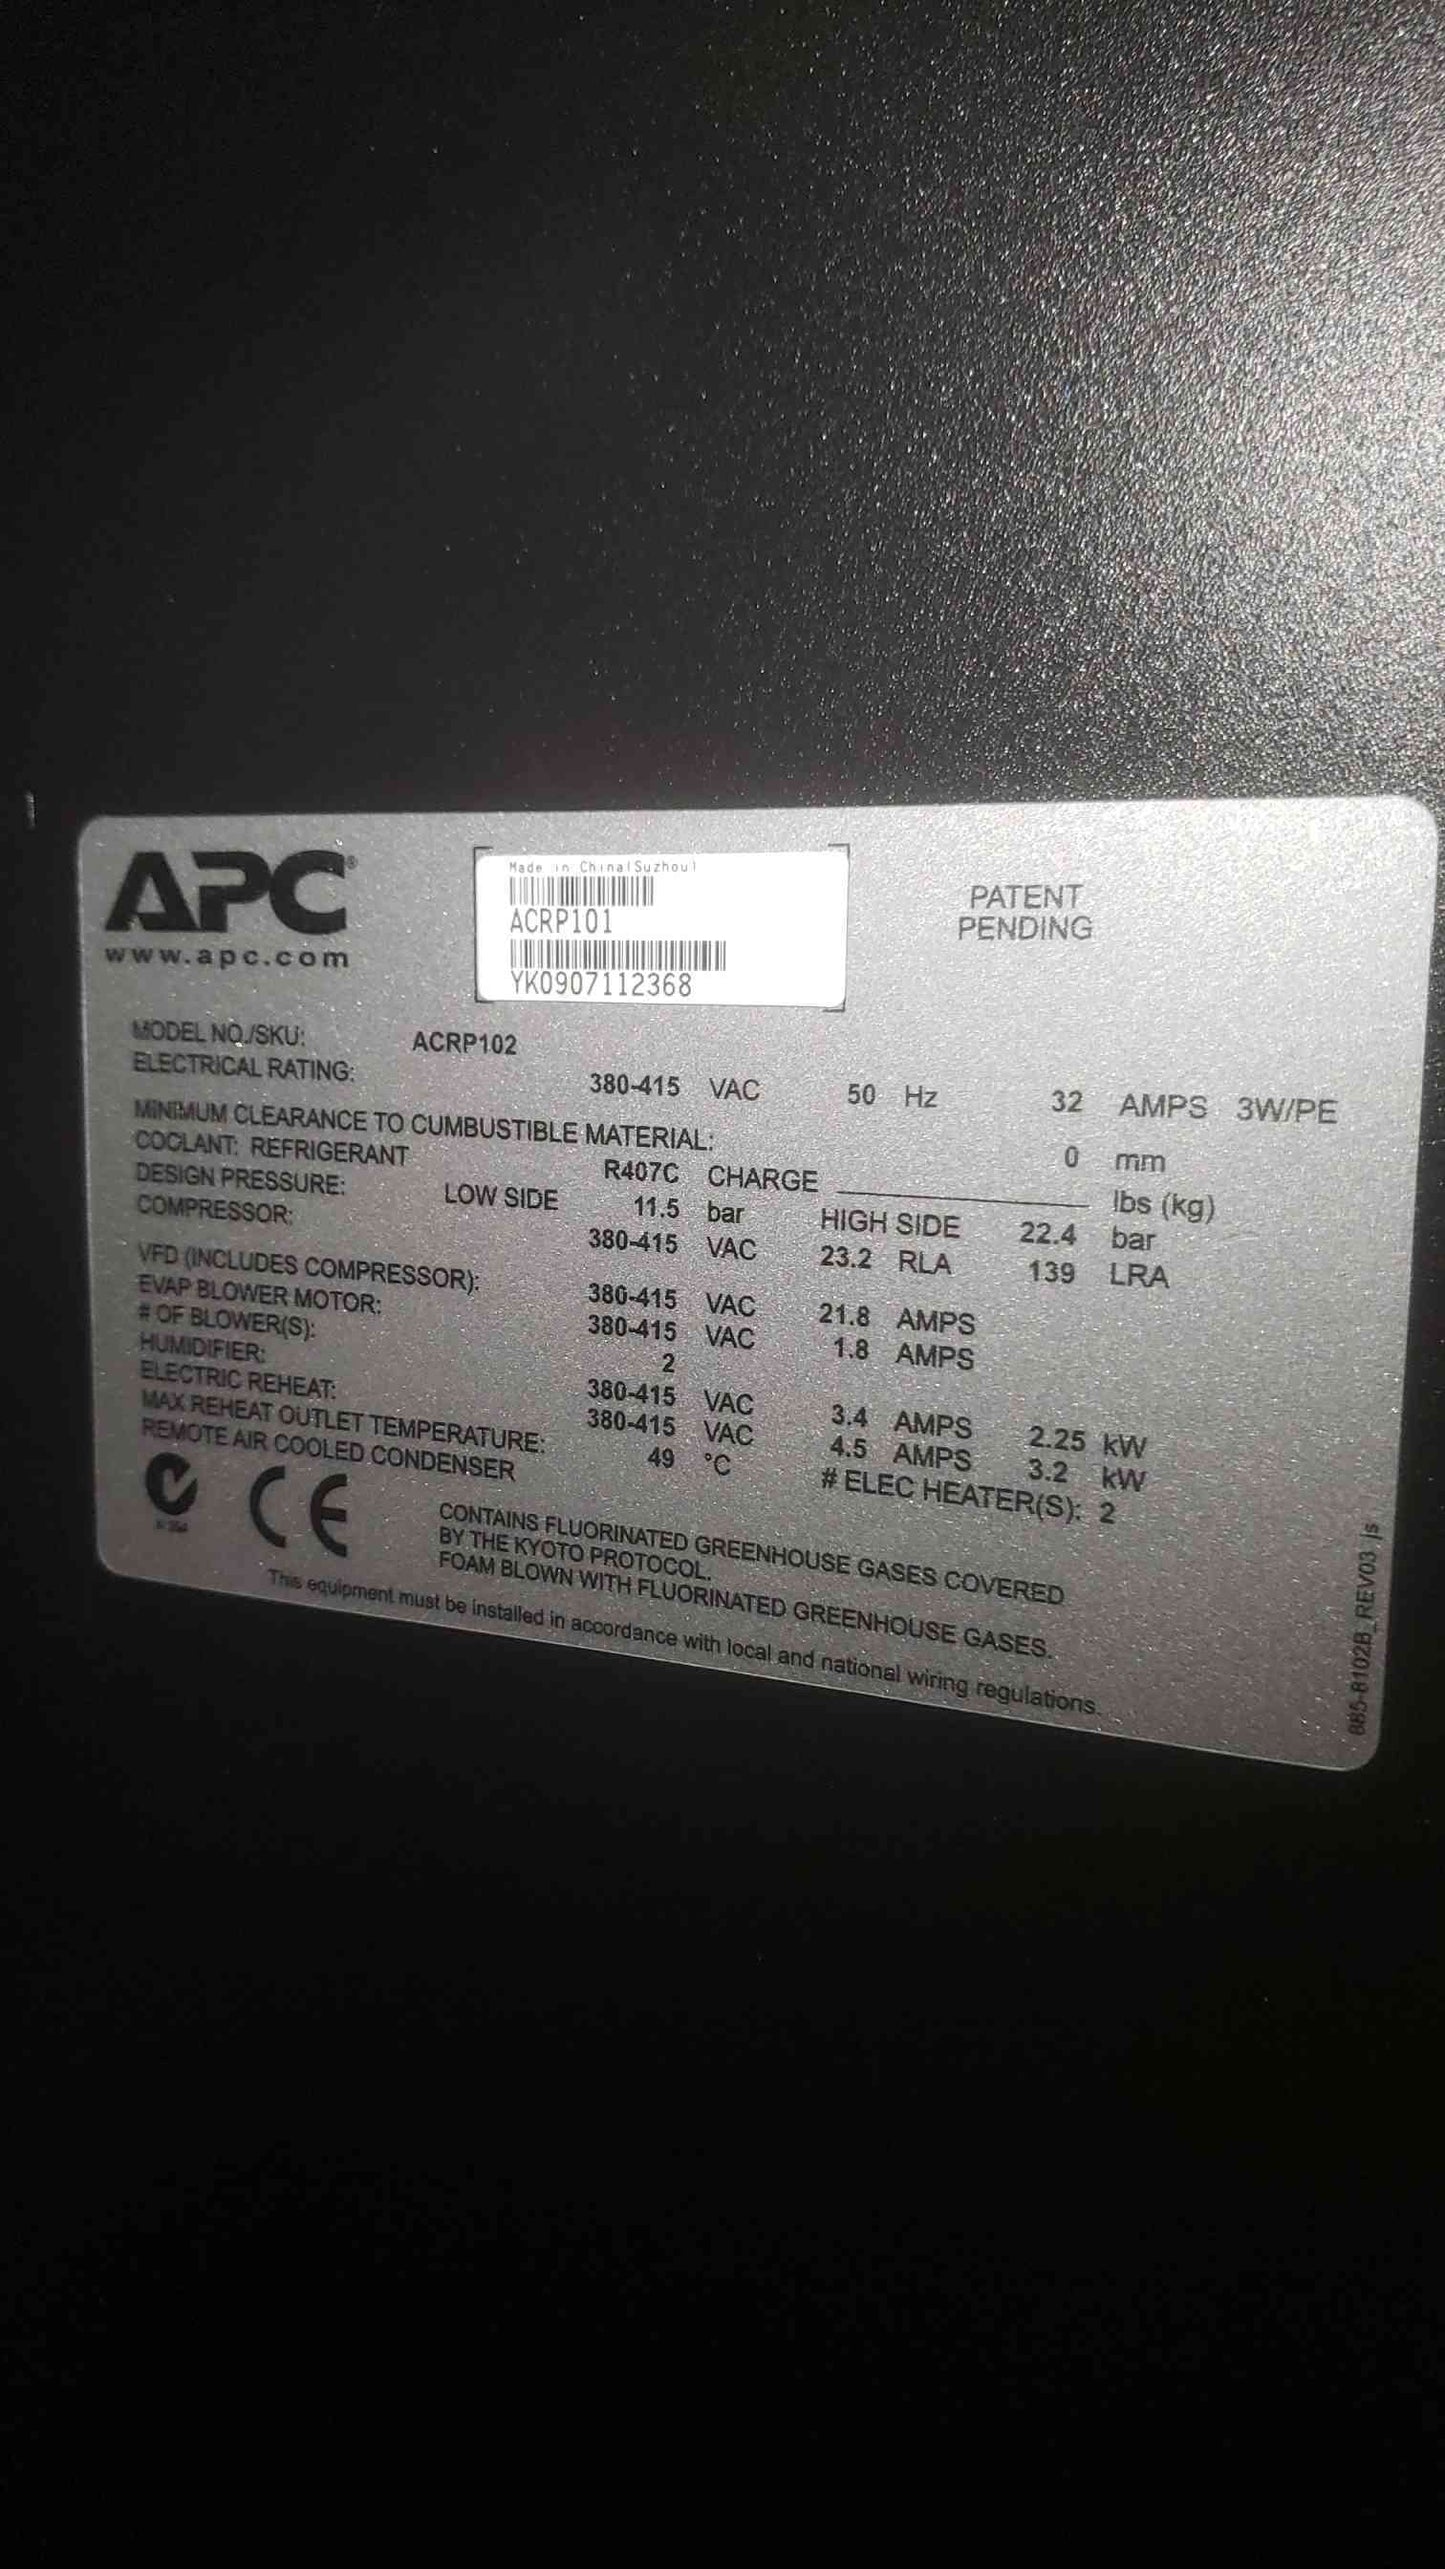 APC®
www.apc.com
Made in China(Suzhou)
ACRP101
YK0907112368
PATENT
PENDING
MODEL NO./SKU: ACRP102
ELECTRICAL RATING: 380-415 VAC 50 Hz 32 AMPS 3W/PE
MINIMUM CLEARANCE TO CUMBUSTIBLE MATERIAL: 0 mm
COCLANT: REFRIGERANT R407C CHARGE ____________ lbs (kg)
DESIGN PRESSURE: LOW SIDE 11.5 bar HIGH SIDE 22.4 bar
COMPRESSOR: 380-415 VAC 23.2 RLA 139 LRA
VFD (INCLUDES COMPRESSOR): 380-415 VAC 21.8 AMPS
EVAP BLOWER MOTOR: 380-415 VAC 1.8 AMPS
# OF BLOWER(S): 2
HUMIDIFIER: 380-415 VAC 3.4 AMPS 2.25 kW
ELECTRIC REHEAT: 380-415 VAC 4.5 AMPS 3.2 kW
MAX REHEAT OUTLET TEMPERATURE: 49 °C # ELEC HEATER(S): 2
REMOTE AIR COOLED CONDENSER
CE
CONTAINS FLUORINATED GREENHOUSE GASES COVERED
BY THE KYOTO PROTOCOL.
FOAM BLOWN WITH FLUORINATED GREENHOUSE GASES.
This equipment must be installed in accordance with local and national wiring regulations.
885-8102B_REV03 js